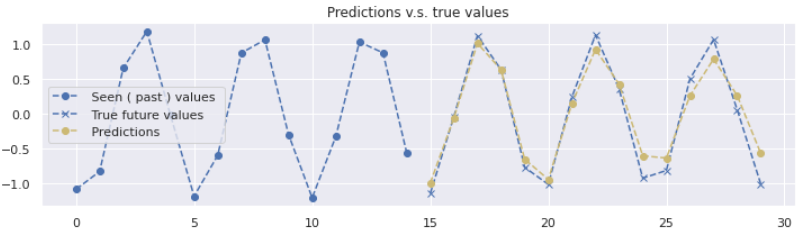 Predictions v.s. true values
1.0
0.5
0.0
−0.5
−1.0
Seen ( past ) values
True future values
Predictions
0 5 10 15 20 25 30